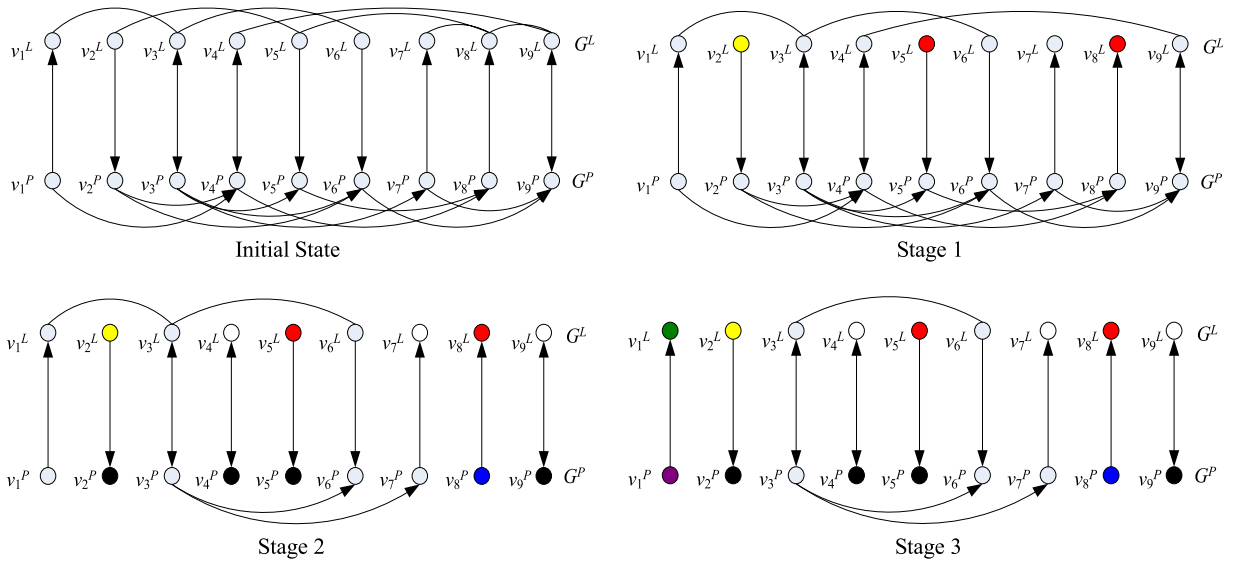 v₁ᴸ v₂ᴸ v₃ᴸ v₄ᴸ v₅ᴸ v₆ᴸ v₇ᴸ v₈ᴸ v₉ᴸ Gᴸ
v₁ᴾ v₂ᴾ v₃ᴾ v₄ᴾ v₅ᴾ v₆ᴾ v₇ᴾ v₈ᴾ v₉ᴾ Gᴾ
Initial State
v₁ᴸ v₂ᴸ v₃ᴸ v₄ᴸ v₅ᴸ v₆ᴸ v₇ᴸ v₈ᴸ v₉ᴸ Gᴸ
v₁ᴾ v₂ᴾ v₃ᴾ v₄ᴾ v₅ᴾ v₆ᴾ v₇ᴾ v₈ᴾ v₉ᴾ Gᴾ
Stage 1
v₁ᴸ v₂ᴸ v₃ᴸ v₄ᴸ v₅ᴸ v₆ᴸ v₇ᴸ v₈ᴸ v₉ᴸ Gᴸ
v₁ᴾ v₂ᴾ v₃ᴾ v₄ᴾ v₅ᴾ v₆ᴾ v₇ᴾ v₈ᴾ v₉ᴾ Gᴾ
Stage 2
v₁ᴸ v₂ᴸ v₃ᴸ v₄ᴸ v₅ᴸ v₆ᴸ v₇ᴸ v₈ᴸ v₉ᴸ Gᴸ
v₁ᴾ v₂ᴾ v₃ᴾ v₄ᴾ v₅ᴾ v₆ᴾ v₇ᴾ v₈ᴾ v₉ᴾ Gᴾ
Stage 3